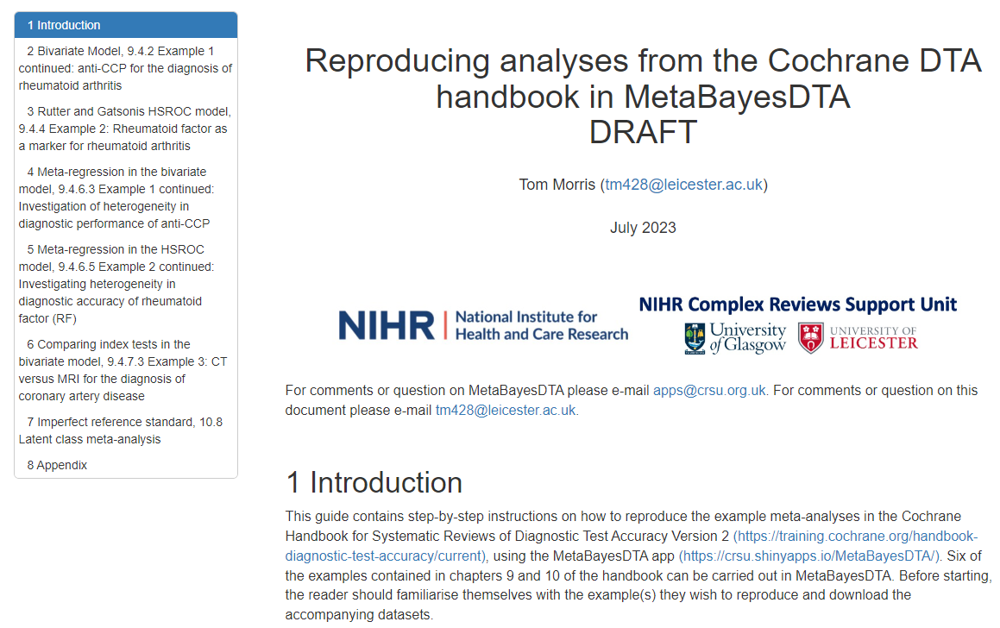 1 Introduction
2 Bivariate Model, 9.4.2 Example 1
continued: anti-CCP for the diagnosis of
rheumatoid arthritis
3 Rutter and Gatsonis HSROC model,
9.4.4 Example 2: Rheumatoid factor as
a marker for rheumatoid arthritis
4 Meta-regression in the bivariate
model, 9.4.6.3 Example 1 continued:
Investigation of heterogeneity in
diagnostic performance of anti-CCP
5 Meta-regression in the HSROC
model, 9.4.6.5 Example 2 continued:
Investigating heterogeneity in
diagnostic accuracy of rheumatoid
factor (RF)
6 Comparing index tests in the
bivariate model, 9.4.7.3 Example 3: CT
versus MRI for the diagnosis of
coronary artery disease
7 Imperfect reference standard, 10.8
Latent class meta-analysis
8 Appendix
Reproducing analyses from the Cochrane DTA
handbook in MetaBayesDTA
DRAFT
Tom Morris (tm428@leicester.ac.uk)
July 2023
NIHR | National Institute for
Health and Care Research
NIHR Complex Reviews Support Unit
University
of Glasgow
UNIVERSITY OF
LEICESTER
For comments or question on MetaBayesDTA please e-mail apps@crsu.org.uk. For comments or question on this
document please e-mail tm428@leicester.ac.uk.
1 Introduction
This guide contains step-by-step instructions on how to reproduce the example meta-analyses in the Cochrane
Handbook for Systematic Reviews of Diagnostic Test Accuracy Version 2 (https://training.cochrane.org/handbook-
diagnostic-test-accuracy/current), using the MetaBayesDTA app (https://crsu.shinyapps.io/MetaBayesDTA/). Six of
the examples contained in chapters 9 and 10 of the handbook can be carried out in MetaBayesDTA. Before starting,
the reader should familiarise themselves with the example(s) they wish to reproduce and download the
accompanying datasets.